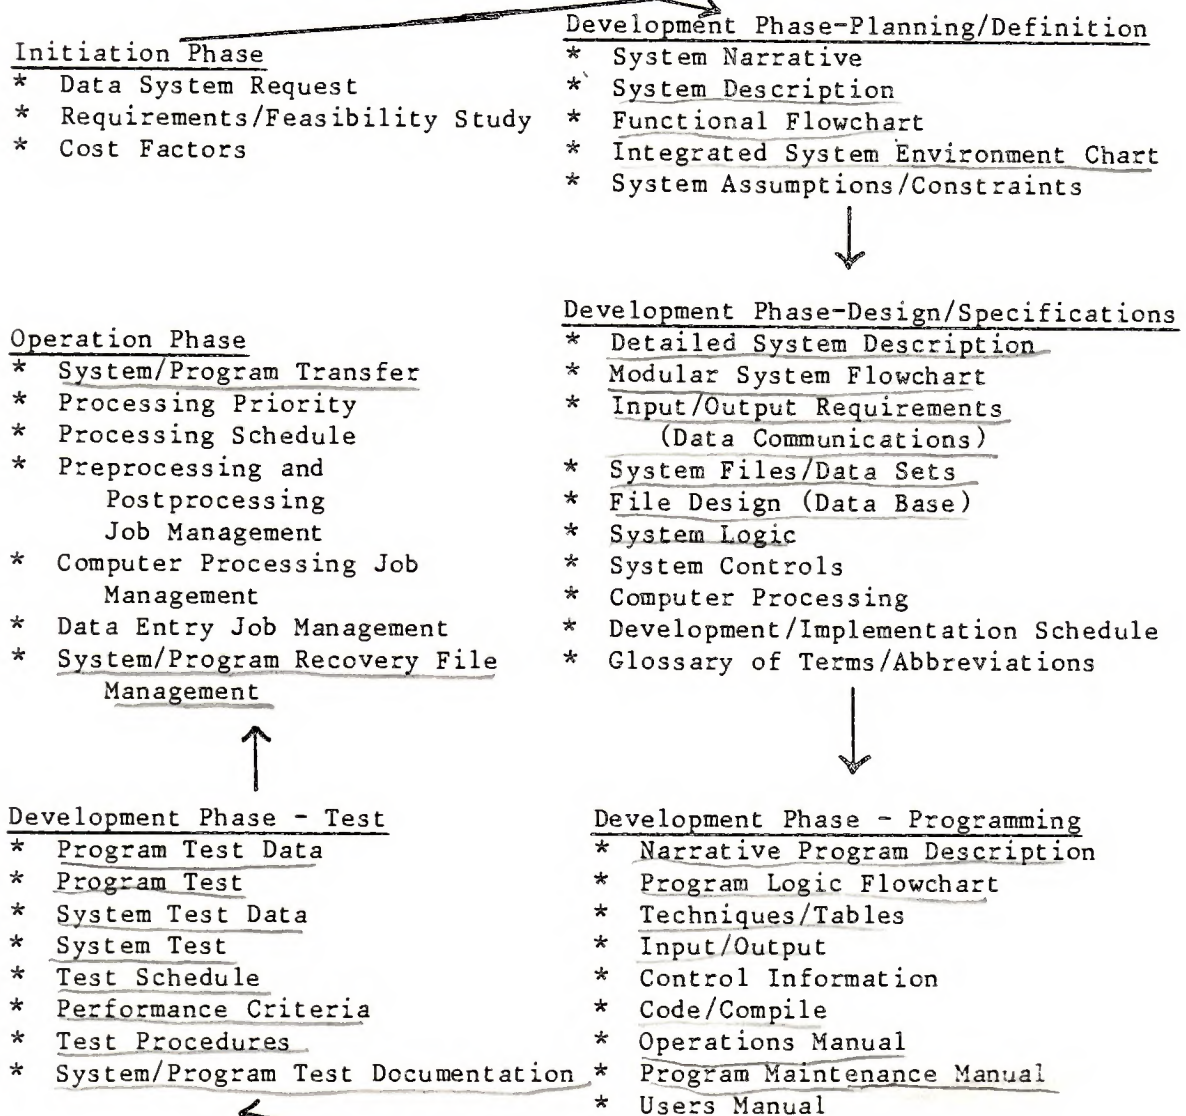 Initiation Phase
* Data System Request
* Requirements/Feasibility Study
* Cost Factors
Development Phase-Planning/Definition
* System Narrative
* System Description
* Functional Flowchart
* Integrated System Environment Chart
* System Assumptions/Constraints
Development Phase-Design/Specifications
* Detailed System Description
* Modular System Flowchart
* Input/Output Requirements
(Data Communications)
* System Files/Data Sets
* File Design (Data Base)
* System Logic
* System Controls
* Computer Processing
* Development/Implementation Schedule
* Glossary of Terms/Abbreviations
Operation Phase
* System/Program Transfer
* Processing Priority
* Processing Schedule
* Preprocessing and
Postprocessing
Job Management
* Computer Processing Job
Management
* Data Entry Job Management
* System/Program Recovery File
Management
Development Phase - Test
* Program Test Data
* Program Test
* System Test Data
* System Test
* Test Schedule
* Performance Criteria
* Test Procedures
* System/Program Test Documentation
Development Phase - Programming
* Narrative Program Description
* Program Logic Flowchart
* Techniques/Tables
* Input/Output
* Control Information
* Code/Compile
* Operations Manual
* Program Maintenance Manual
* Users Manual